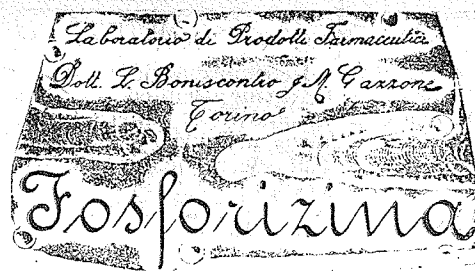 Laboratorio di Prodotti Farmaceutici
Dott. L. Boniscontro & M. Gazzone
Torino
Fosforizina